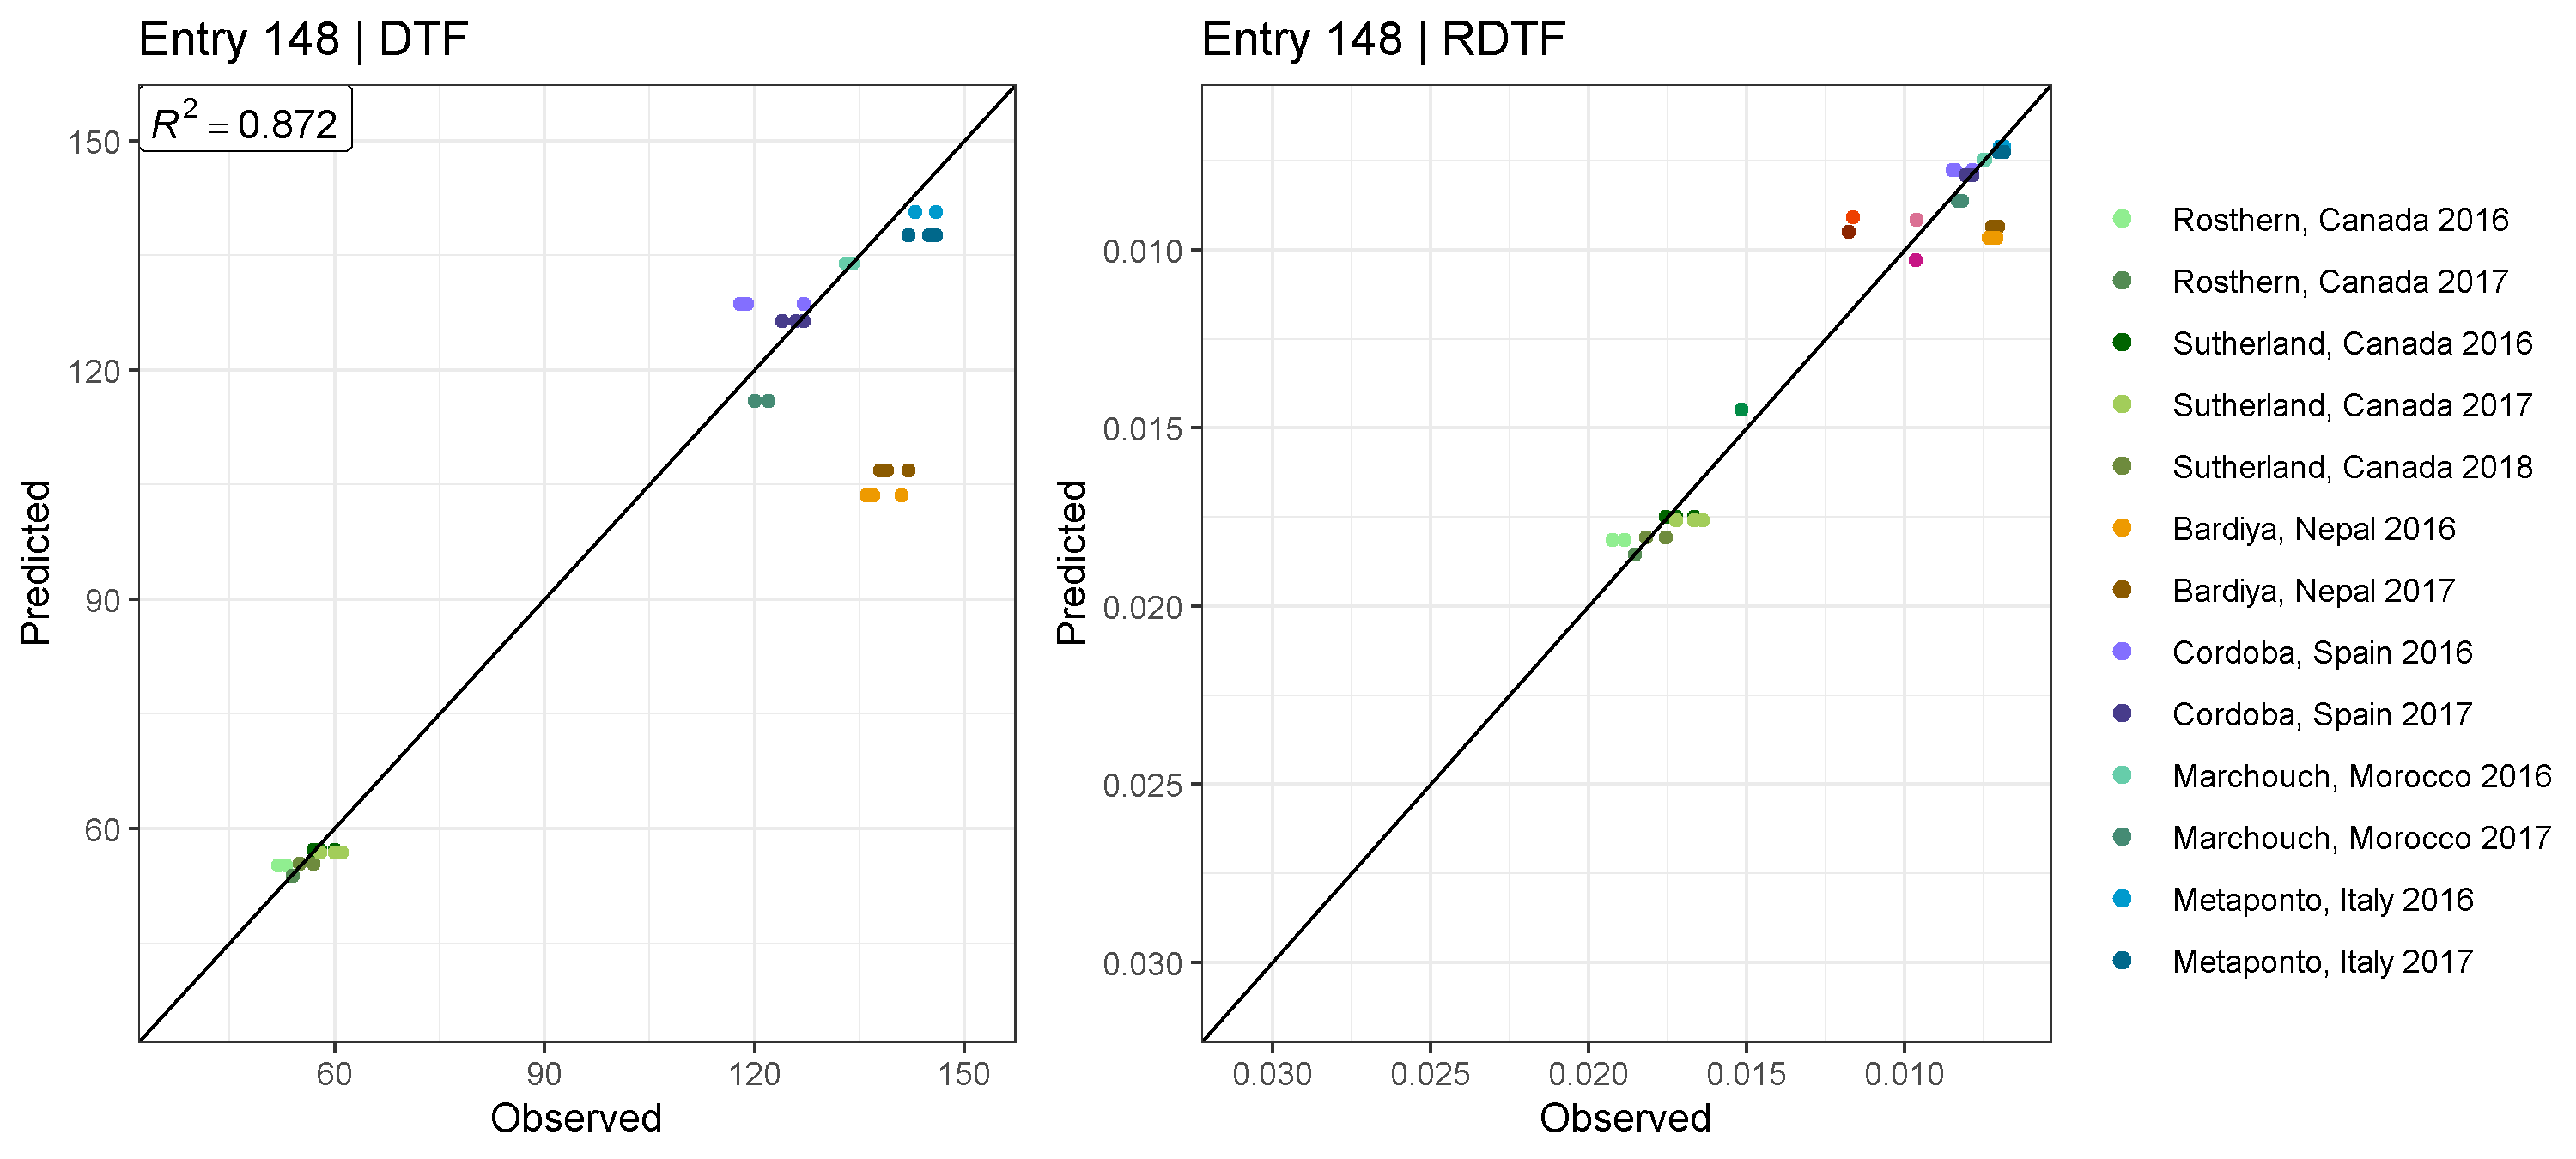 Entry 148 | DTF
R² = 0.872
150
120
90
60
60 90 120 150
Observed
Predicted
Entry 148 | RDTF
0.010
0.015
0.020
0.025
0.030
0.030 0.025 0.020 0.015 0.010
Observed
Predicted
Rosthern, Canada 2016
Rosthern, Canada 2017
Sutherland, Canada 2016
Sutherland, Canada 2017
Sutherland, Canada 2018
Bardiya, Nepal 2016
Bardiya, Nepal 2017
Cordoba, Spain 2016
Cordoba, Spain 2017
Marchouch, Morocco 2016
Marchouch, Morocco 2017
Metaponto, Italy 2016
Metaponto, Italy 2017